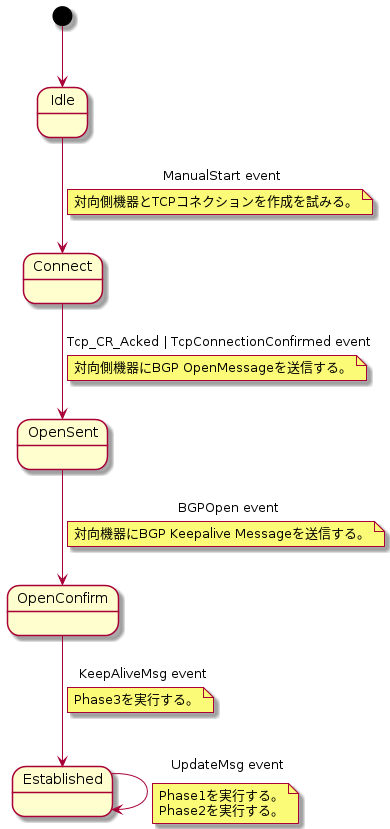 Idle
ManualStart event
対向側機器とTCPコネクションを作成を試みる。
Connect
Tcp_CR_Acked | TcpConnectionConfirmed event
対向側機器にBGP OpenMessageを送信する。
OpenSent
BGPOpen event
対向機器にBGP Keepalive Messageを送信する。
OpenConfirm
KeepAliveMsg event
Phase3を実行する。
Established
UpdateMsg event
Phase1を実行する。
Phase2を実行する。